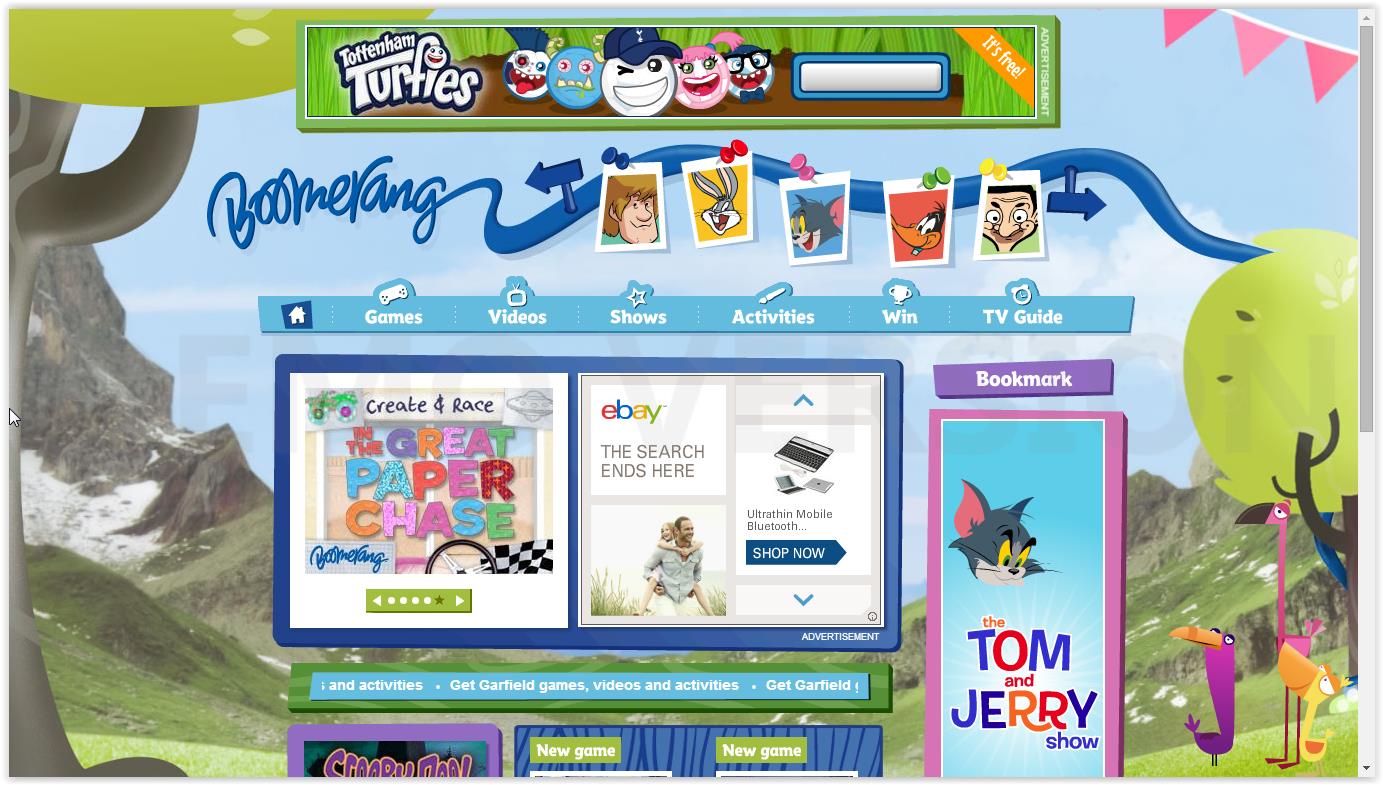 Tottenham
Turfies
It's free!
ADVERTISEMENT
Boomerang
Games
Videos
Shows
Activities
Win
TV Guide
DEMO VERSION
Bookmark
Create & Race
IN
THE
GREAT
PAPER
CHASE
Boomerang
ebay
THE SEARCH
ENDS HERE
Ultrathin Mobile
Bluetooth...
SHOP NOW
ADVERTISEMENT
the
TOM
and
JERRY
show
and activities • Get Garfield games, videos and activities • Get Garfield
New game
New game
SCOOBY-DOO!